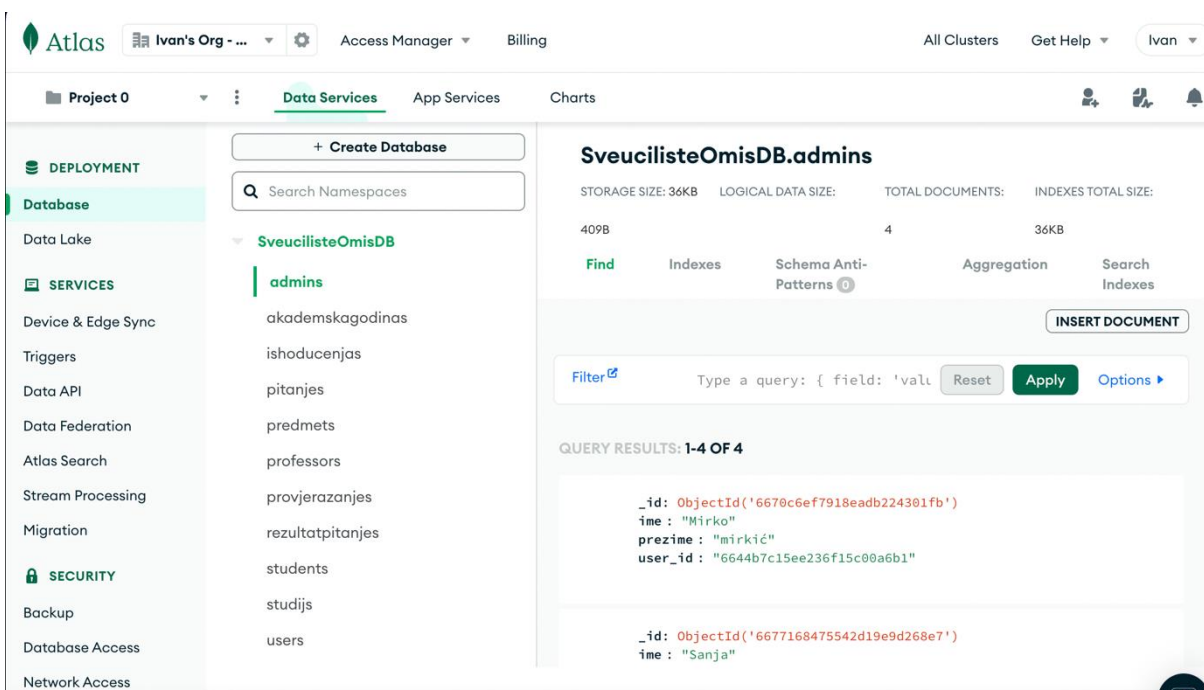 Atlas
Ivan's Org - ...
Access Manager
Billing
All Clusters
Get Help
Ivan
Project 0
Data Services
App Services
Charts
DEPLOYMENT
Database
Data Lake
SERVICES
Device & Edge Sync
Triggers
Data API
Data Federation
Atlas Search
Stream Processing
Migration
SECURITY
Backup
Database Access
Network Access
+ Create Database
Search Namespaces
SveucilisteOmisDB
admins
akademskagodinas
ishoducenjas
pitanjes
predmets
professors
provjerazanjes
rezultatpitanjes
students
studijs
users
SveucilisteOmisDB.admins
STORAGE SIZE: 36KB
LOGICAL DATA SIZE: 409B
TOTAL DOCUMENTS: 4
INDEXES TOTAL SIZE: 36KB
Find
Indexes
Schema Anti-
Patterns 0
Aggregation
Search
Indexes
INSERT DOCUMENT
Filter
Type a query: { field: 'valu
Reset
Apply
Options
QUERY RESULTS: 1-4 OF 4
_id: ObjectId('6670c6ef7918eadb224301fb')
ime : "Mirko"
prezime : "mirkić"
user_id : "6644b7c15ee236f15c00a6b1"
_id: ObjectId('6677168475542d19e9d268e7')
ime : "Sanja"